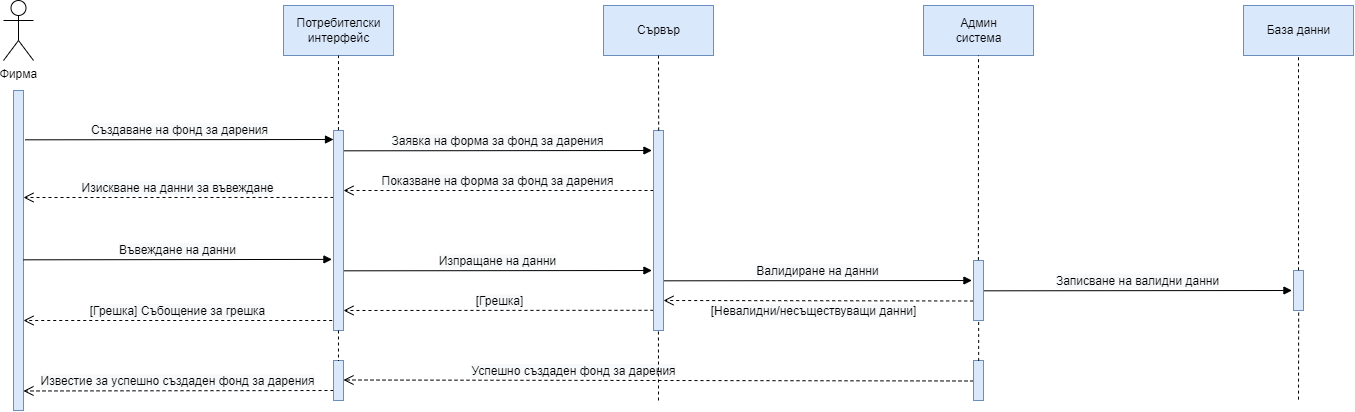 Потребителски
интерфейс
Сървър
Админ
система
База данни
Фирма
Създаване на фонд за дарения
Заявка на форма за фонд за дарения
Показване на форма за фонд за дарения
Изискване на данни за въвеждане
Въвеждане на данни
Изпращане на данни
Валидиране на данни
Записване на валидни данни
[Грешка]
[Невалидни/несъществуващи данни]
[Грешка] Събощение за грешка
Успешно създаден фонд за дарения
Известие за успешно създаден фонд за дарения